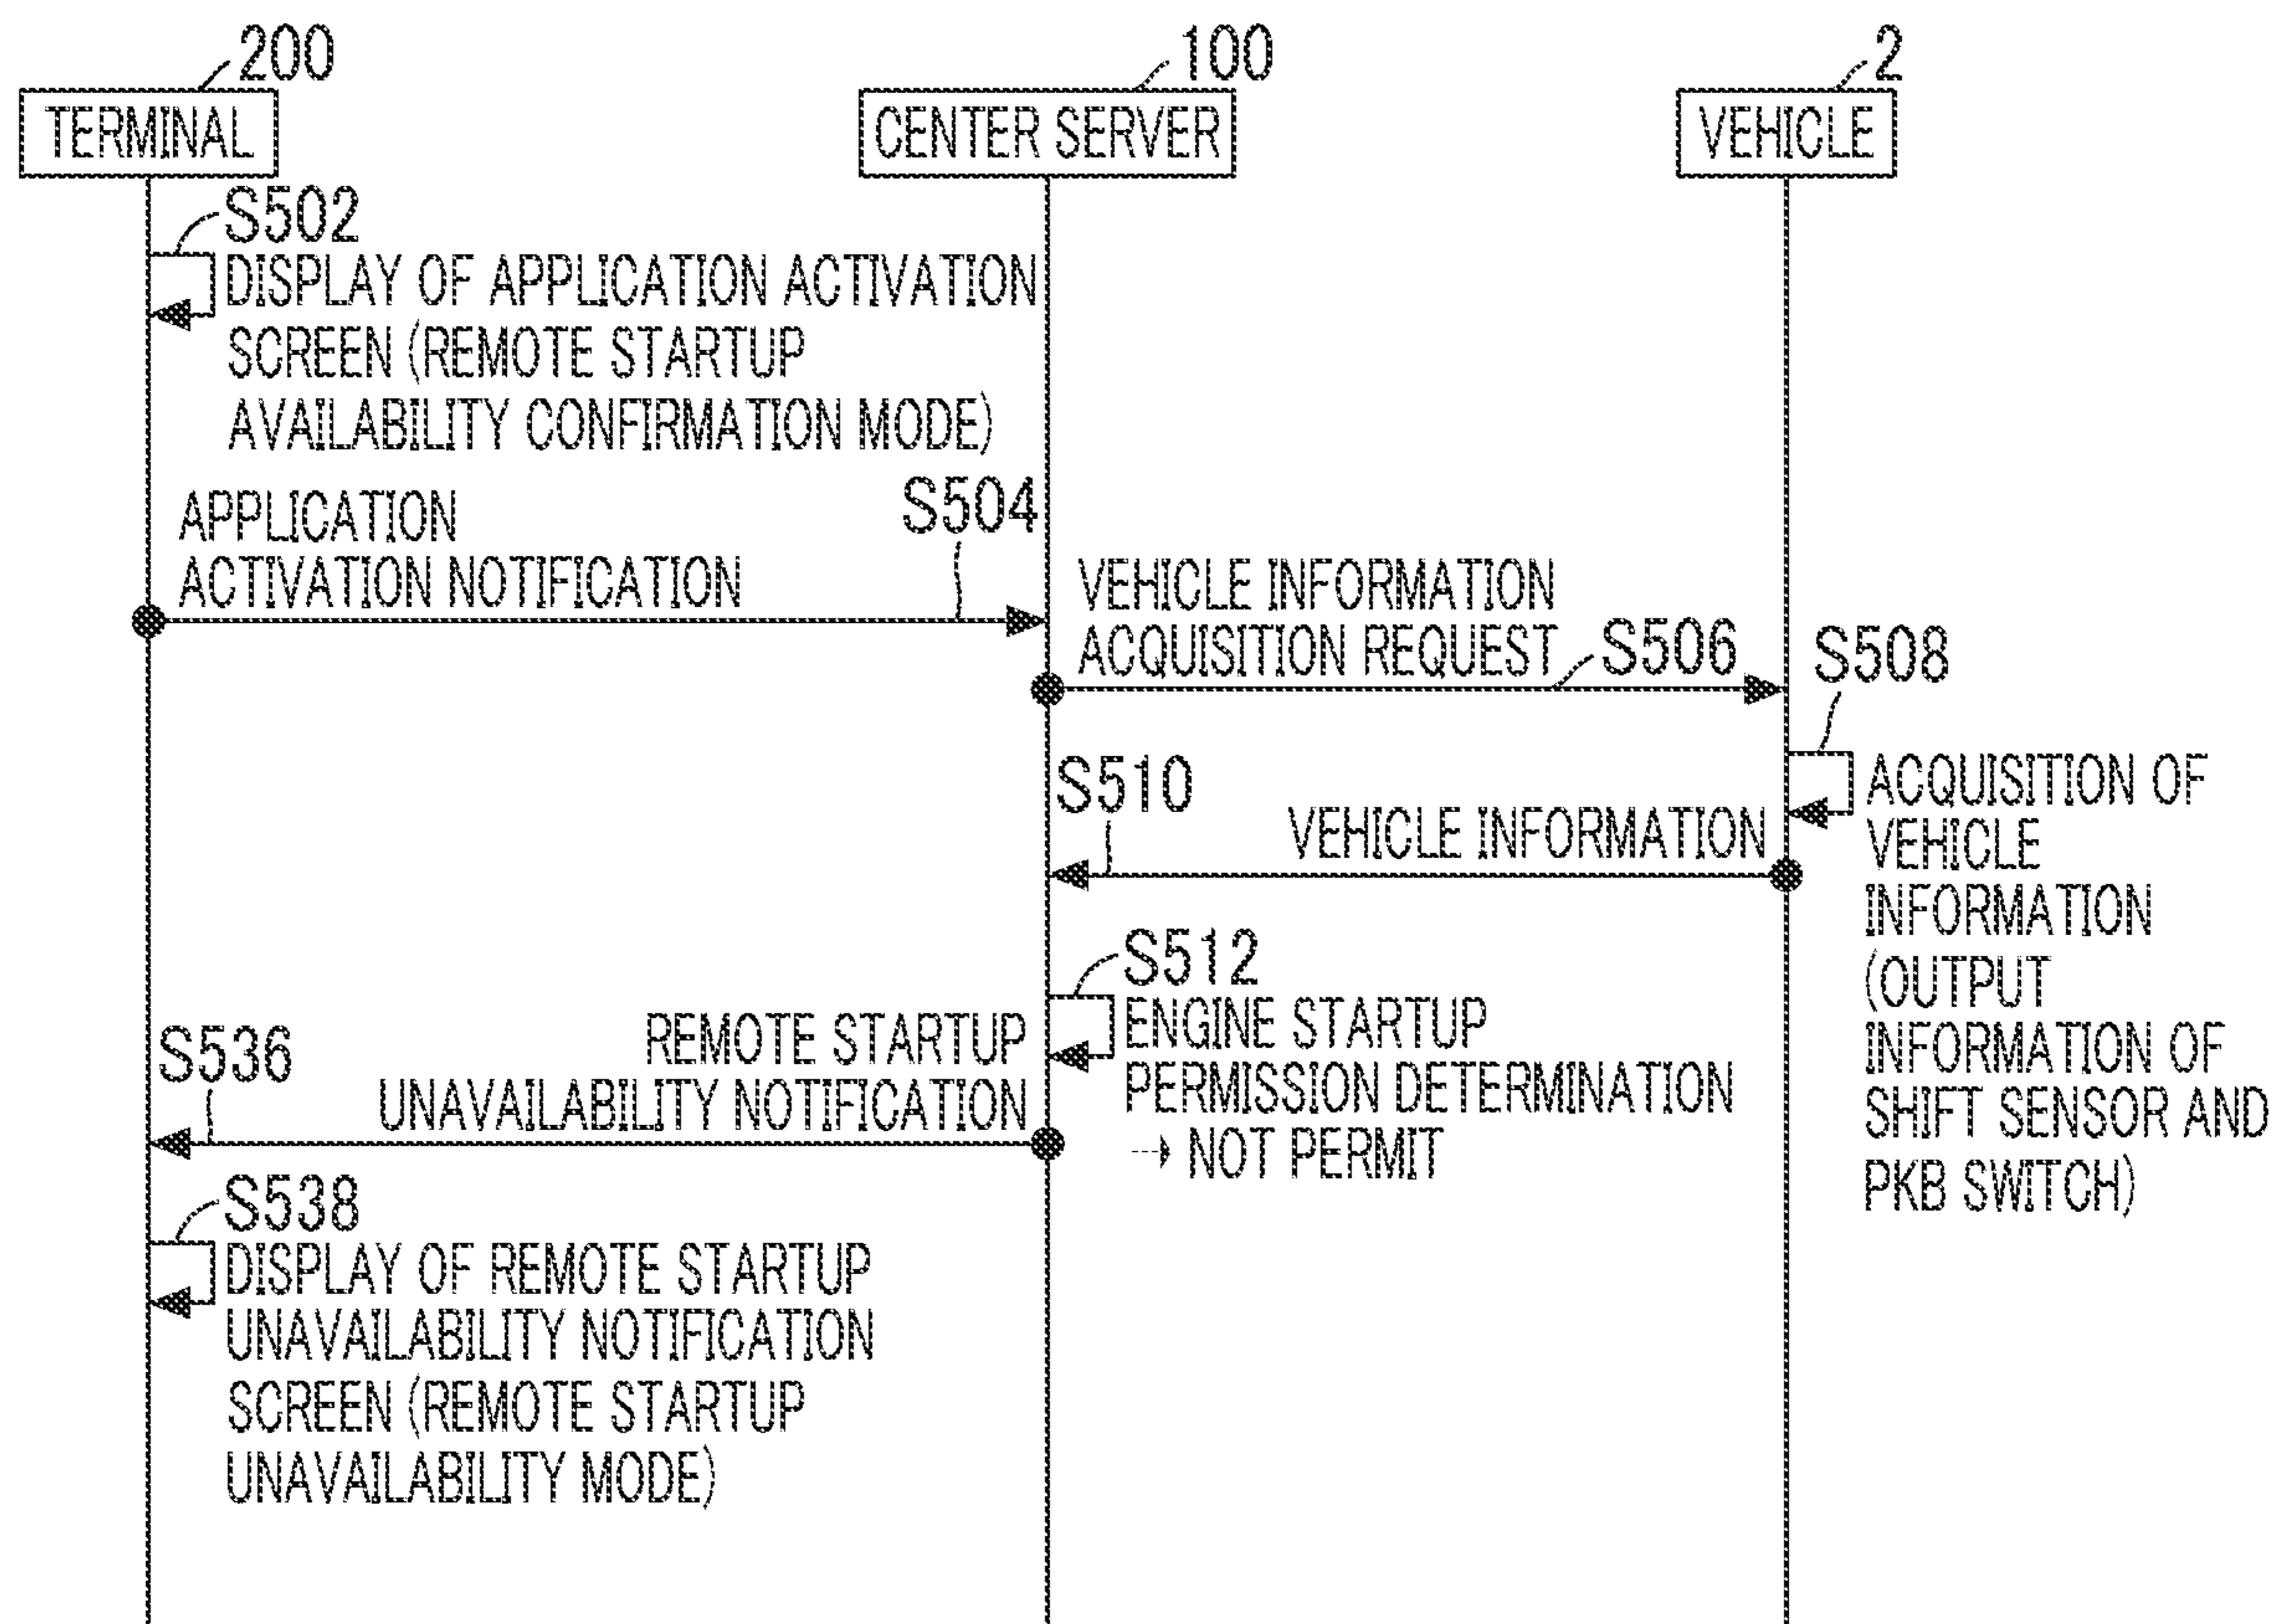 200
100
2
TERMINAL
CENTER SERVER
VEHICLE
S502
DISPLAY OF APPLICATION ACTIVATION
SCREEN (REMOTE STARTUP
AVAILABILITY CONFIRMATION MODE)
APPLICATION
ACTIVATION NOTIFICATION
S504
VEHICLE INFORMATION
ACQUISITION REQUEST
S506
S508
ACQUISITION OF
VEHICLE
INFORMATION
(OUTPUT
INFORMATION OF
SHIFT SENSOR AND
PKB SWITCH)
S510
VEHICLE INFORMATION
S512
ENGINE STARTUP
PERMISSION DETERMINATION
→ NOT PERMIT
REMOTE STARTUP
UNAVAILABILITY NOTIFICATION
S536
S538
DISPLAY OF REMOTE STARTUP
UNAVAILABILITY NOTIFICATION
SCREEN (REMOTE STARTUP
UNAVAILABILITY MODE)